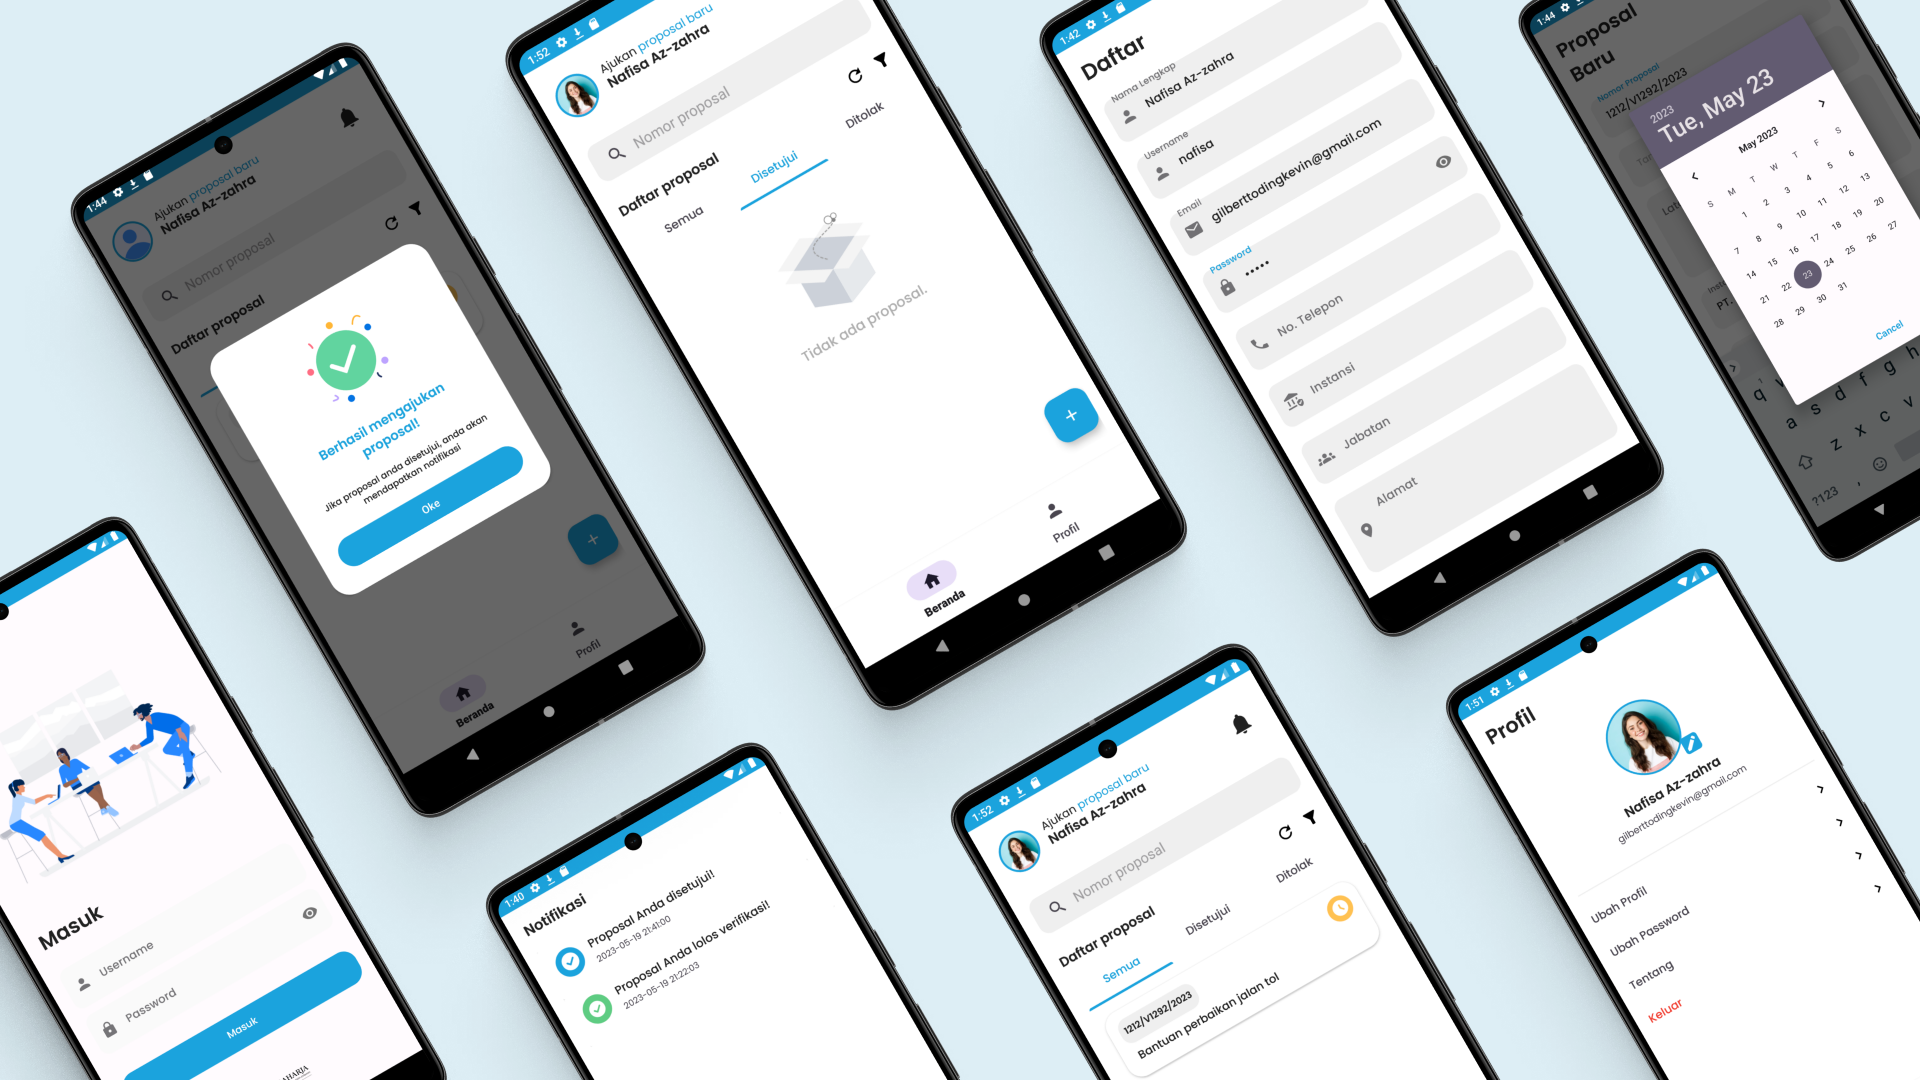 1:44
Ajukan proposal baru
Nafisa Az-zahra
Nomor proposal
Daftar proposal
Berhasil mengajukan
proposal!
Jika proposal anda disetujui, anda akan
mendapatkan notifikasi
Oke
+
Beranda
Profil
1:52
Ajukan proposal baru
Nafisa Az-zahra
Nomor proposal
Daftar proposal
Semua
Disetujui
Ditolak
Tidak ada proposal.
+
Beranda
Profil
1:42
Daftar
Nama Lengkap
Nafisa Az-zahra
Username
nafisa
Email
gilberttodingkevin@gmail.com
Password
•••••
No. Telepon
Instansi
Jabatan
Alamat
1:44
Proposal
Baru
Nomor Proposal
1212/V1292/2023
PT.
2023
Tue, May 23
May 2023
S M T W T F S
1 2 3 4 5 6
7 8 9 10 11 12 13
14 15 16 17 18 19 20
21 22 23 24 25 26 27
28 29 30 31
Cancel
q
a s d f g h
z x c v
?123 ,
Masuk
Username
Password
Masuk
1:40
Notifikasi
Proposal Anda disetujui!
2023-05-19 21:41:00
Proposal Anda lolos verifikasi!
2023-05-19 21:22:03
1:52
Ajukan proposal baru
Nafisa Az-zahra
Nomor proposal
Daftar proposal
Semua
Disetujui
Ditolak
1212/V1292/2023
Bantuan perbaikan jalan tol
1:51
Profil
Nafisa Az-zahra
gilberttodingkevin@gmail.com
Ubah Profil
Ubah Password
Tentang
Keluar